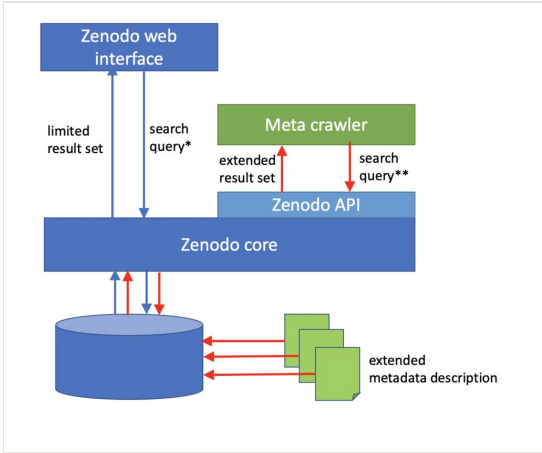 Zenodo web
interface
limited
result set
search
query*
Meta crawler
extended
result set
search
query**
Zenodo API
Zenodo core
extended
metadata description